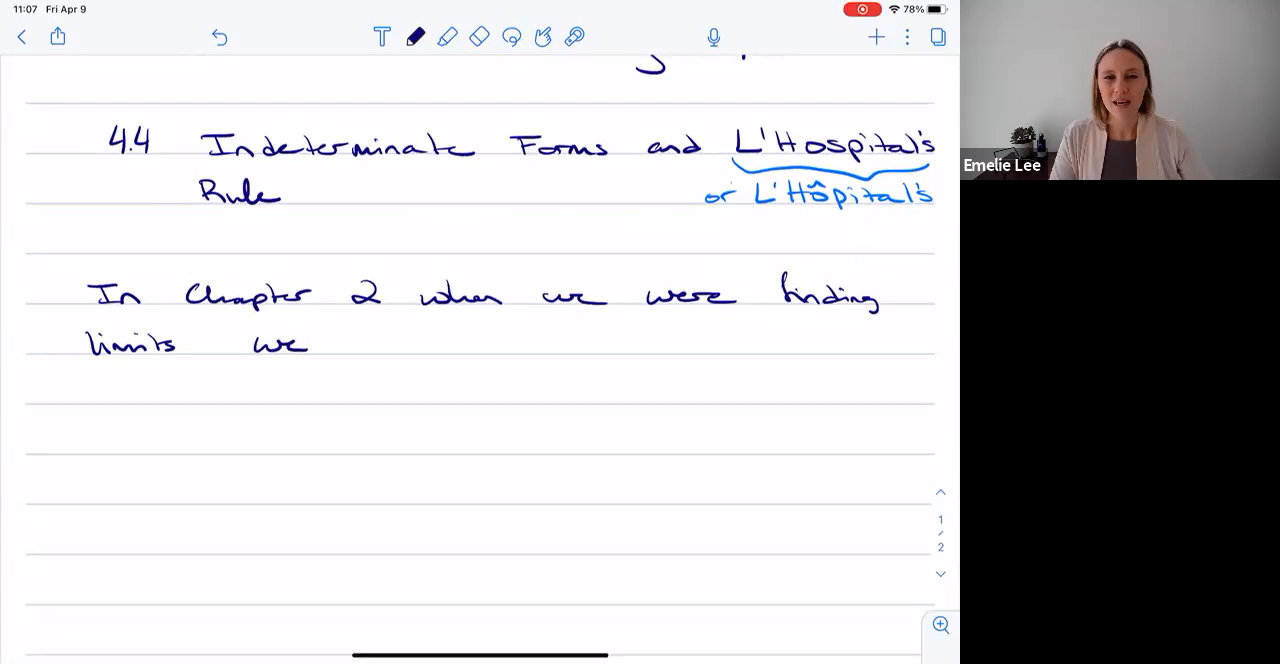 11:07 Fri Apr 9
78%
4.4 Indeterminate Forms and L'Hospital's
Rule
or L'Hôpital's
In Chapter 2 when we were finding
limits we
1
/
2
Emelie Lee